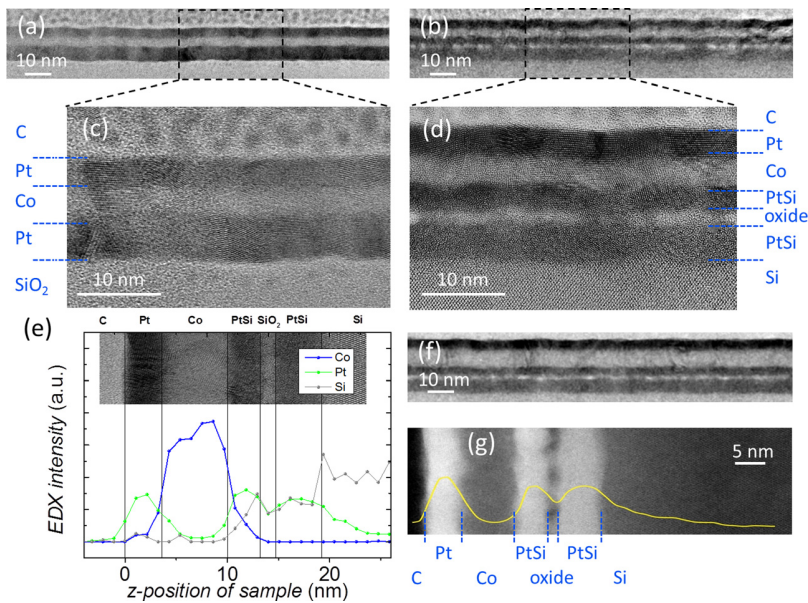 (a)
10 nm
(b)
10 nm
C
Pt
Co
Pt
SiO2
(c)
10 nm
(d)
10 nm
C
Pt
Co
PtSi
oxide
PtSi
Si
(e)
C Pt Co PtSi SiO2 PtSi Si
Co
Pt
Si
EDX intensity (a.u.)
0 10 20
z-position of sample (nm)
(f)
10 nm
(g)
5 nm
Pt PtSi PtSi
C Co oxide Si